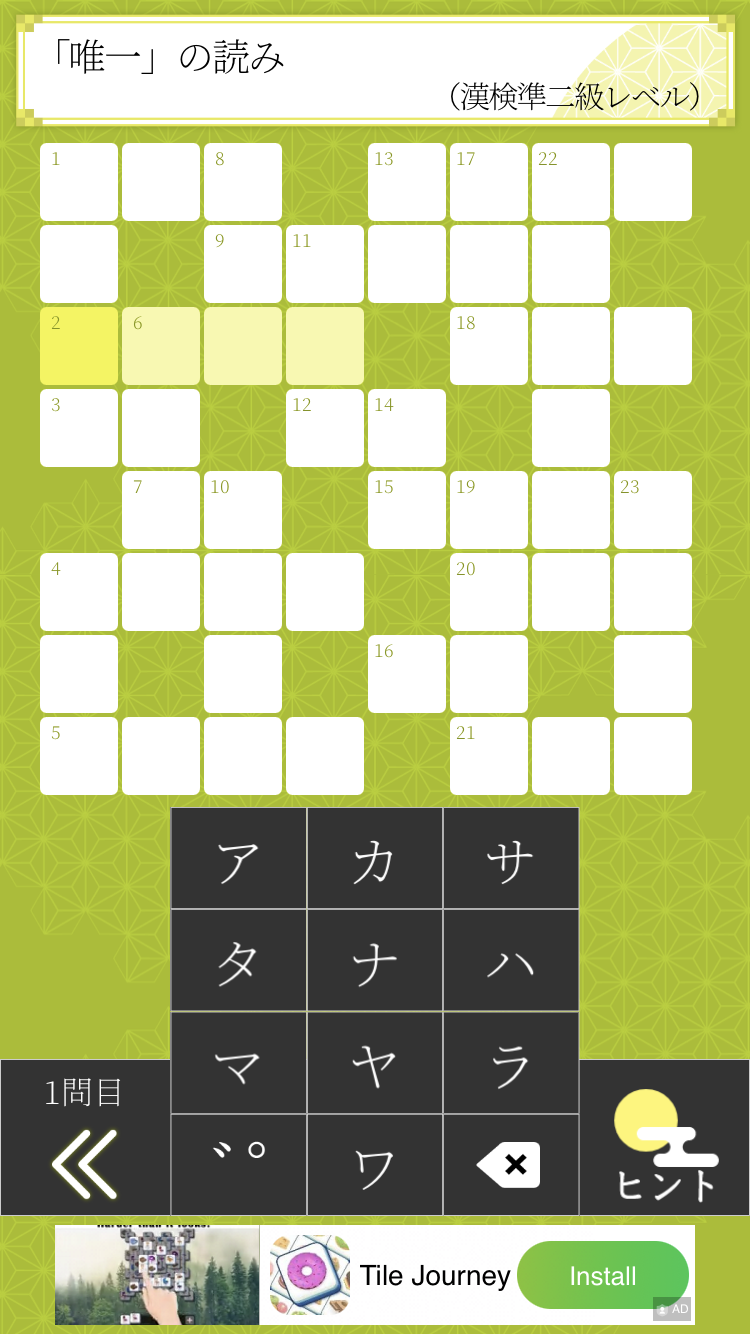 「唯一」の読み
（漢検準二級レベル）
1 8 13 17 22
9 11
2 6 18
3 12 14
7 10 15 19 23
4 20
16
5 21
ア カ サ
タ ナ ハ
マ ヤ ラ
゛゜ ワ
1問目
ヒント
Tile Journey
Install
AD